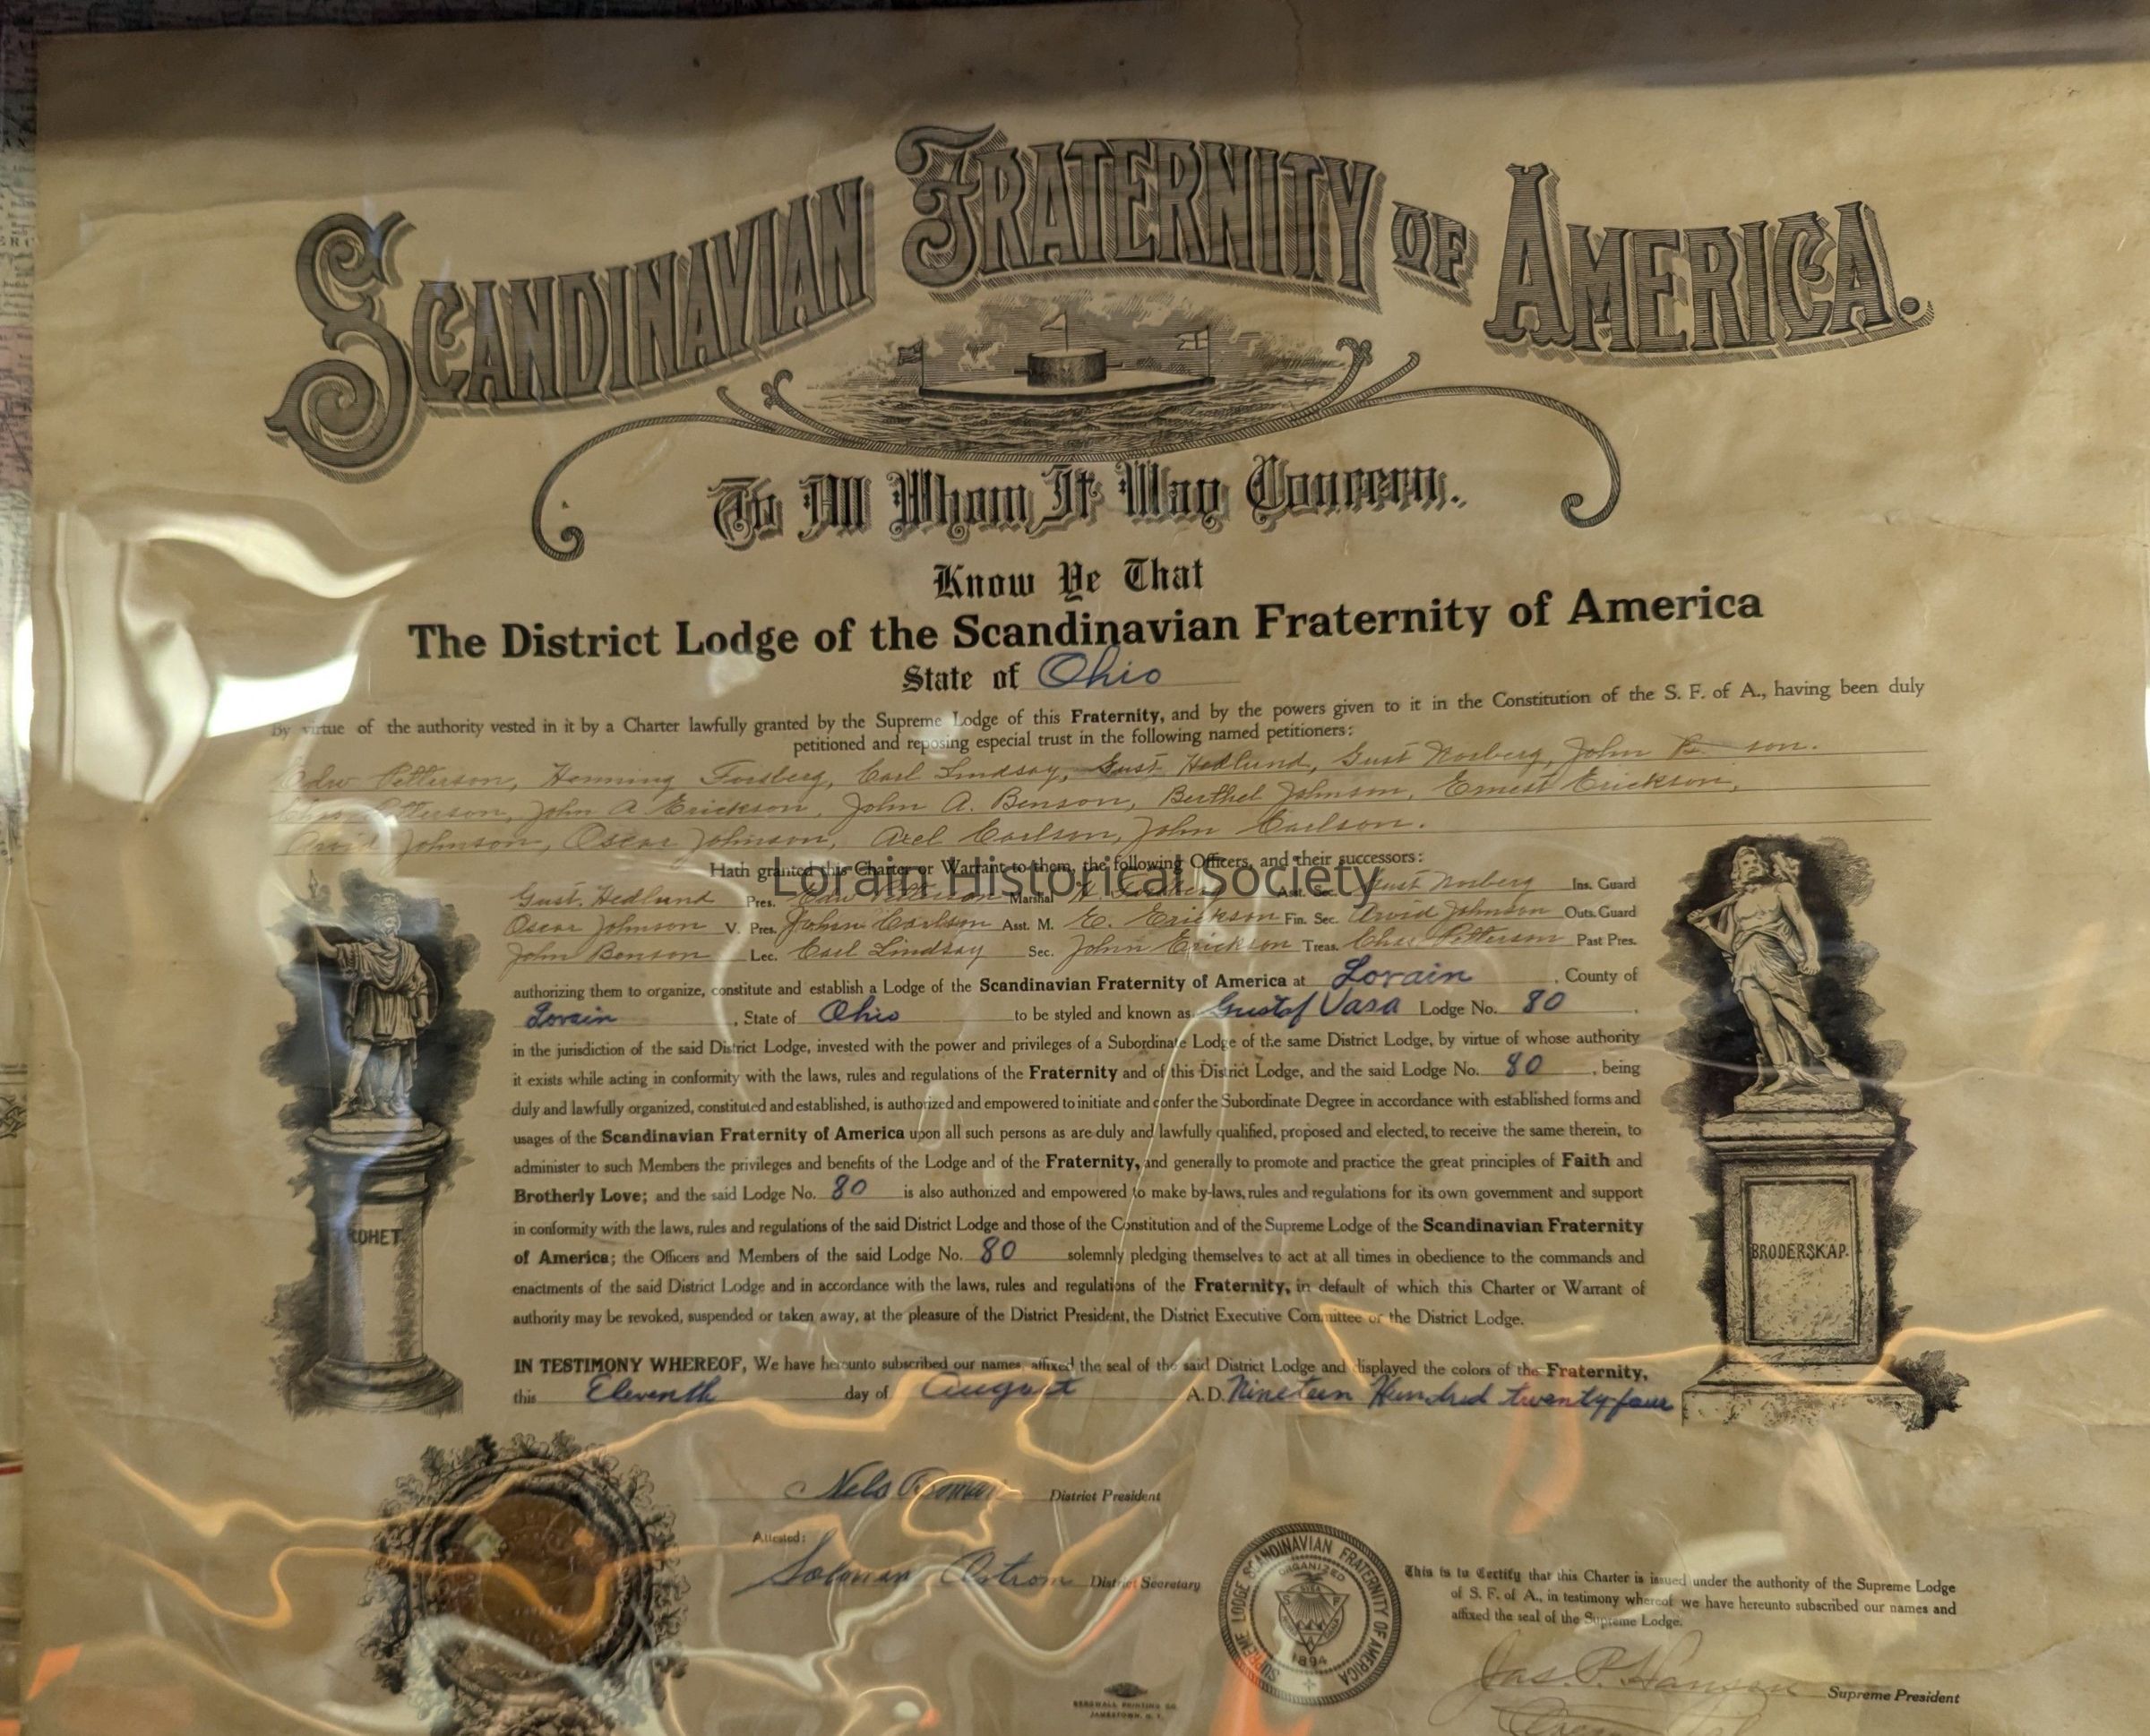 SCANDINAVIAN FRATERNITY OF AMERICA.
To All Whom It May Concern.
Know Ye That
The District Lodge of the Scandinavian Fraternity of America
State of Ohio
By virtue of the authority vested in it by a Charter lawfully granted by the Supreme Lodge of this Fraternity, and by the powers given to it in the Constitution of the S. F. of A., having been duly
petitioned and reposing especial trust in the following named petitioners:
Edw Petterson, Henning Forsberg, Carl Lindsay, Gust Hedlund, Gust Norberg, John
Petterson, John A Erickson, John A. Benson, Berthel Johnson, Ernest Erickson,
Arvid Johnson, Oscar Johnson, Axel Carlson, John Carlson.
Hath granted this Charter or Warrant to them, the following Officers, and their successors:
Lorain Historical Society
Gust. Hedlund Pres. Edw Marshal Asst. Sec. Gust Norberg Ins. Guard
Oscar Johnson V. Pres. John Carlson Asst. M. E. Erickson Fin. Sec. Arvid Johnson Outs. Guard
John Benson Lec. Carl Lindsay Sec. John Erickson Treas. Chas Petterson Past Pres.
authorizing them to organize, constitute and establish a Lodge of the Scandinavian Fraternity of America at Lorain, County of
Lorain, State of Ohio to be styled and known as Gustaf Vasa Lodge No. 80.
in the jurisdiction of the said District Lodge, invested with the power and privileges of a Subordinate Lodge of the same District Lodge, by virtue of whose authority
it exists while acting in conformity with the laws, rules and regulations of the Fraternity and of this District Lodge, and the said Lodge No. 80, being
duly and lawfully organized, constituted and established, is authorized and empowered to initiate and confer the Subordinate Degree in accordance with established forms and
usages of the Scandinavian Fraternity of America upon all such persons as are duly and lawfully qualified, proposed and elected, to receive the same therein, to
administer to such Members the privileges and benefits of the Lodge and of the Fraternity, and generally to promote and practice the great principles of Faith and
Brotherly Love; and the said Lodge No. 80 is also authorized and empowered to make by-laws, rules and regulations for its own government and support
in conformity with the laws, rules and regulations of the said District Lodge and those of the Constitution and of the Supreme Lodge of the Scandinavian Fraternity
of America; the Officers and Members of the said Lodge No. 80 solemnly pledging themselves to act at all times in obedience to the commands and
enactments of the said District Lodge and in accordance with the laws, rules and regulations of the Fraternity, in default of which this Charter or Warrant of
authority may be revoked, suspended or taken away, at the pleasure of the District President, the District Executive Committee or the District Lodge.
BRODERSKAP.
IN TESTIMONY WHEREOF, We have hereunto subscribed our names, affixed the seal of the said District Lodge and displayed the colors of the Fraternity,
this Eleventh day of August A.D. Nineteen Hundred twenty-four
Nels District President
Attested:
Soloman District Secretary
SUPREME LODGE SCANDINAVIAN FRATERNITY OF AMERICA
ORGANIZED
1894
This is to Certify that this Charter is issued under the authority of the Supreme Lodge
of S. F. of A., in testimony whereof we have hereunto subscribed our names and
affixed the seal of the Supreme Lodge.
Jas. P. Hanson Supreme President
PRINTING CO.
JAMESTOWN, N. Y.